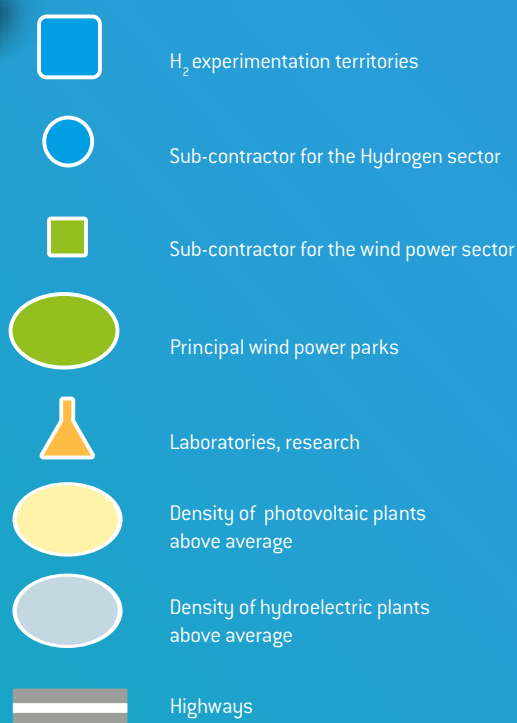 H2 experimentation territories
Sub-contractor for the Hydrogen sector
Sub-contractor for the wind power sector
Principal wind power parks
Laboratories, research
Density of photovoltaic plants
above average
Density of hydroelectric plants
above average
Highways